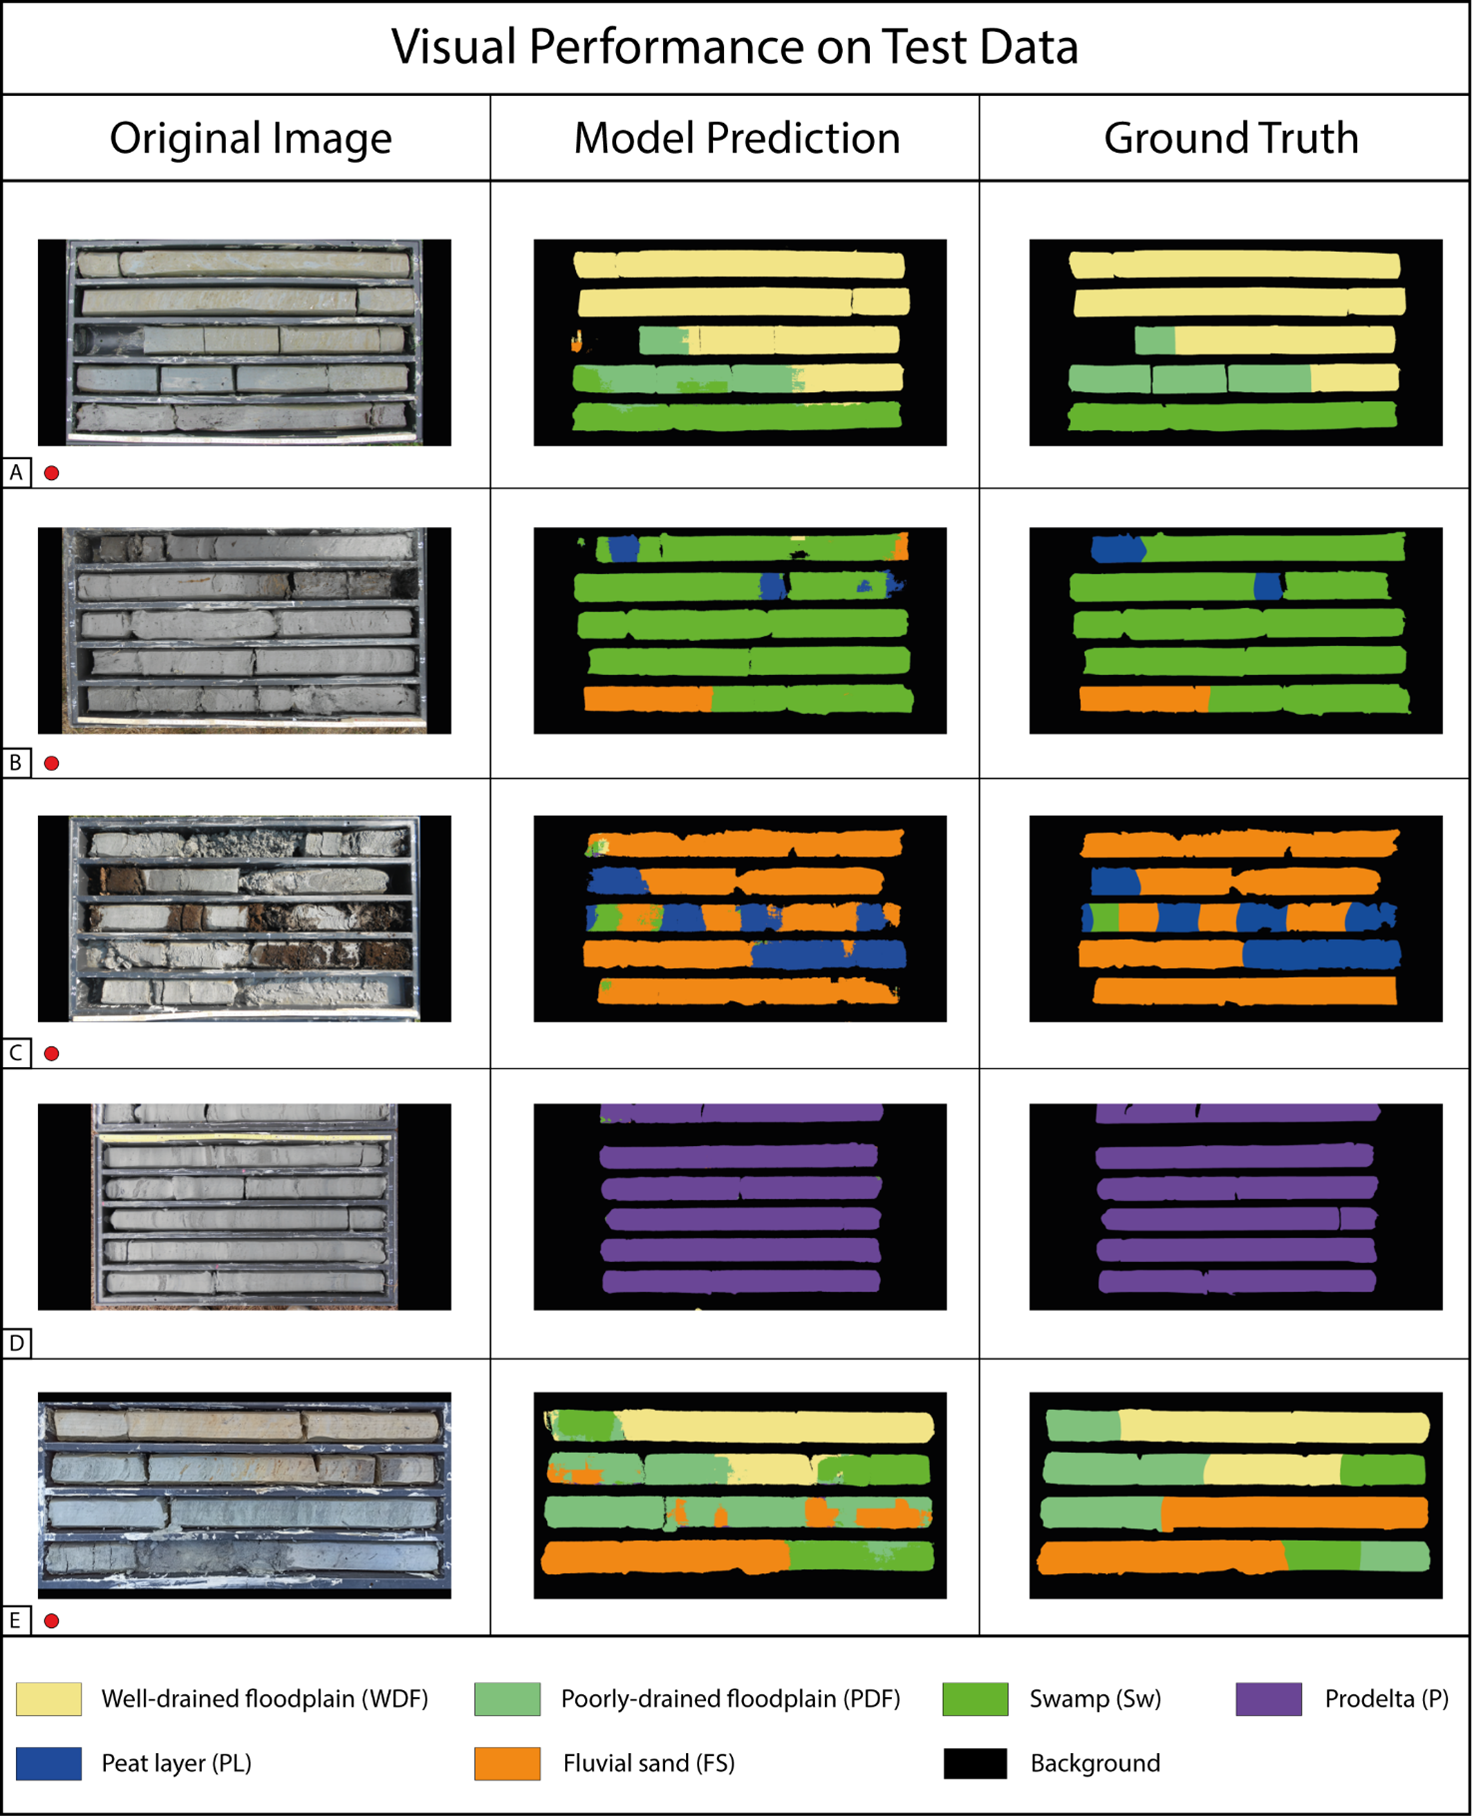 Visual Performance on Test Data
Original Image
Model Prediction
Ground Truth
A
B
C
D
E
Well-drained floodplain (WDF)
Poorly-drained floodplain (PDF)
Swamp (Sw)
Prodelta (P)
Peat layer (PL)
Fluvial sand (FS)
Background